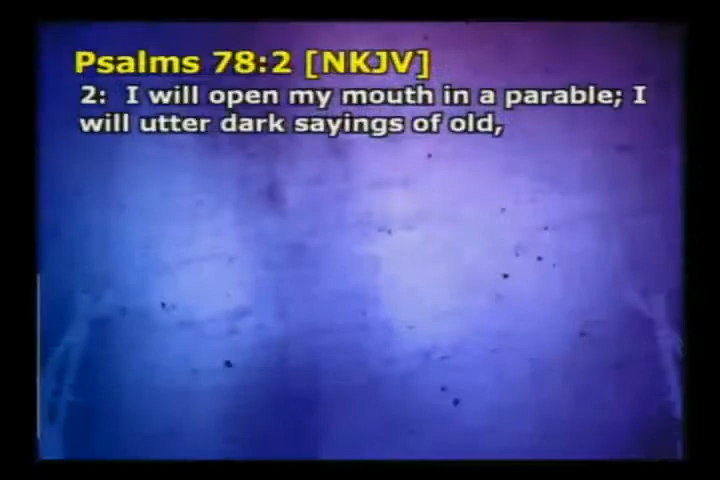 Psalms 78:2 [NKJV]
2: I will open my mouth in a parable; I
will utter dark sayings of old,